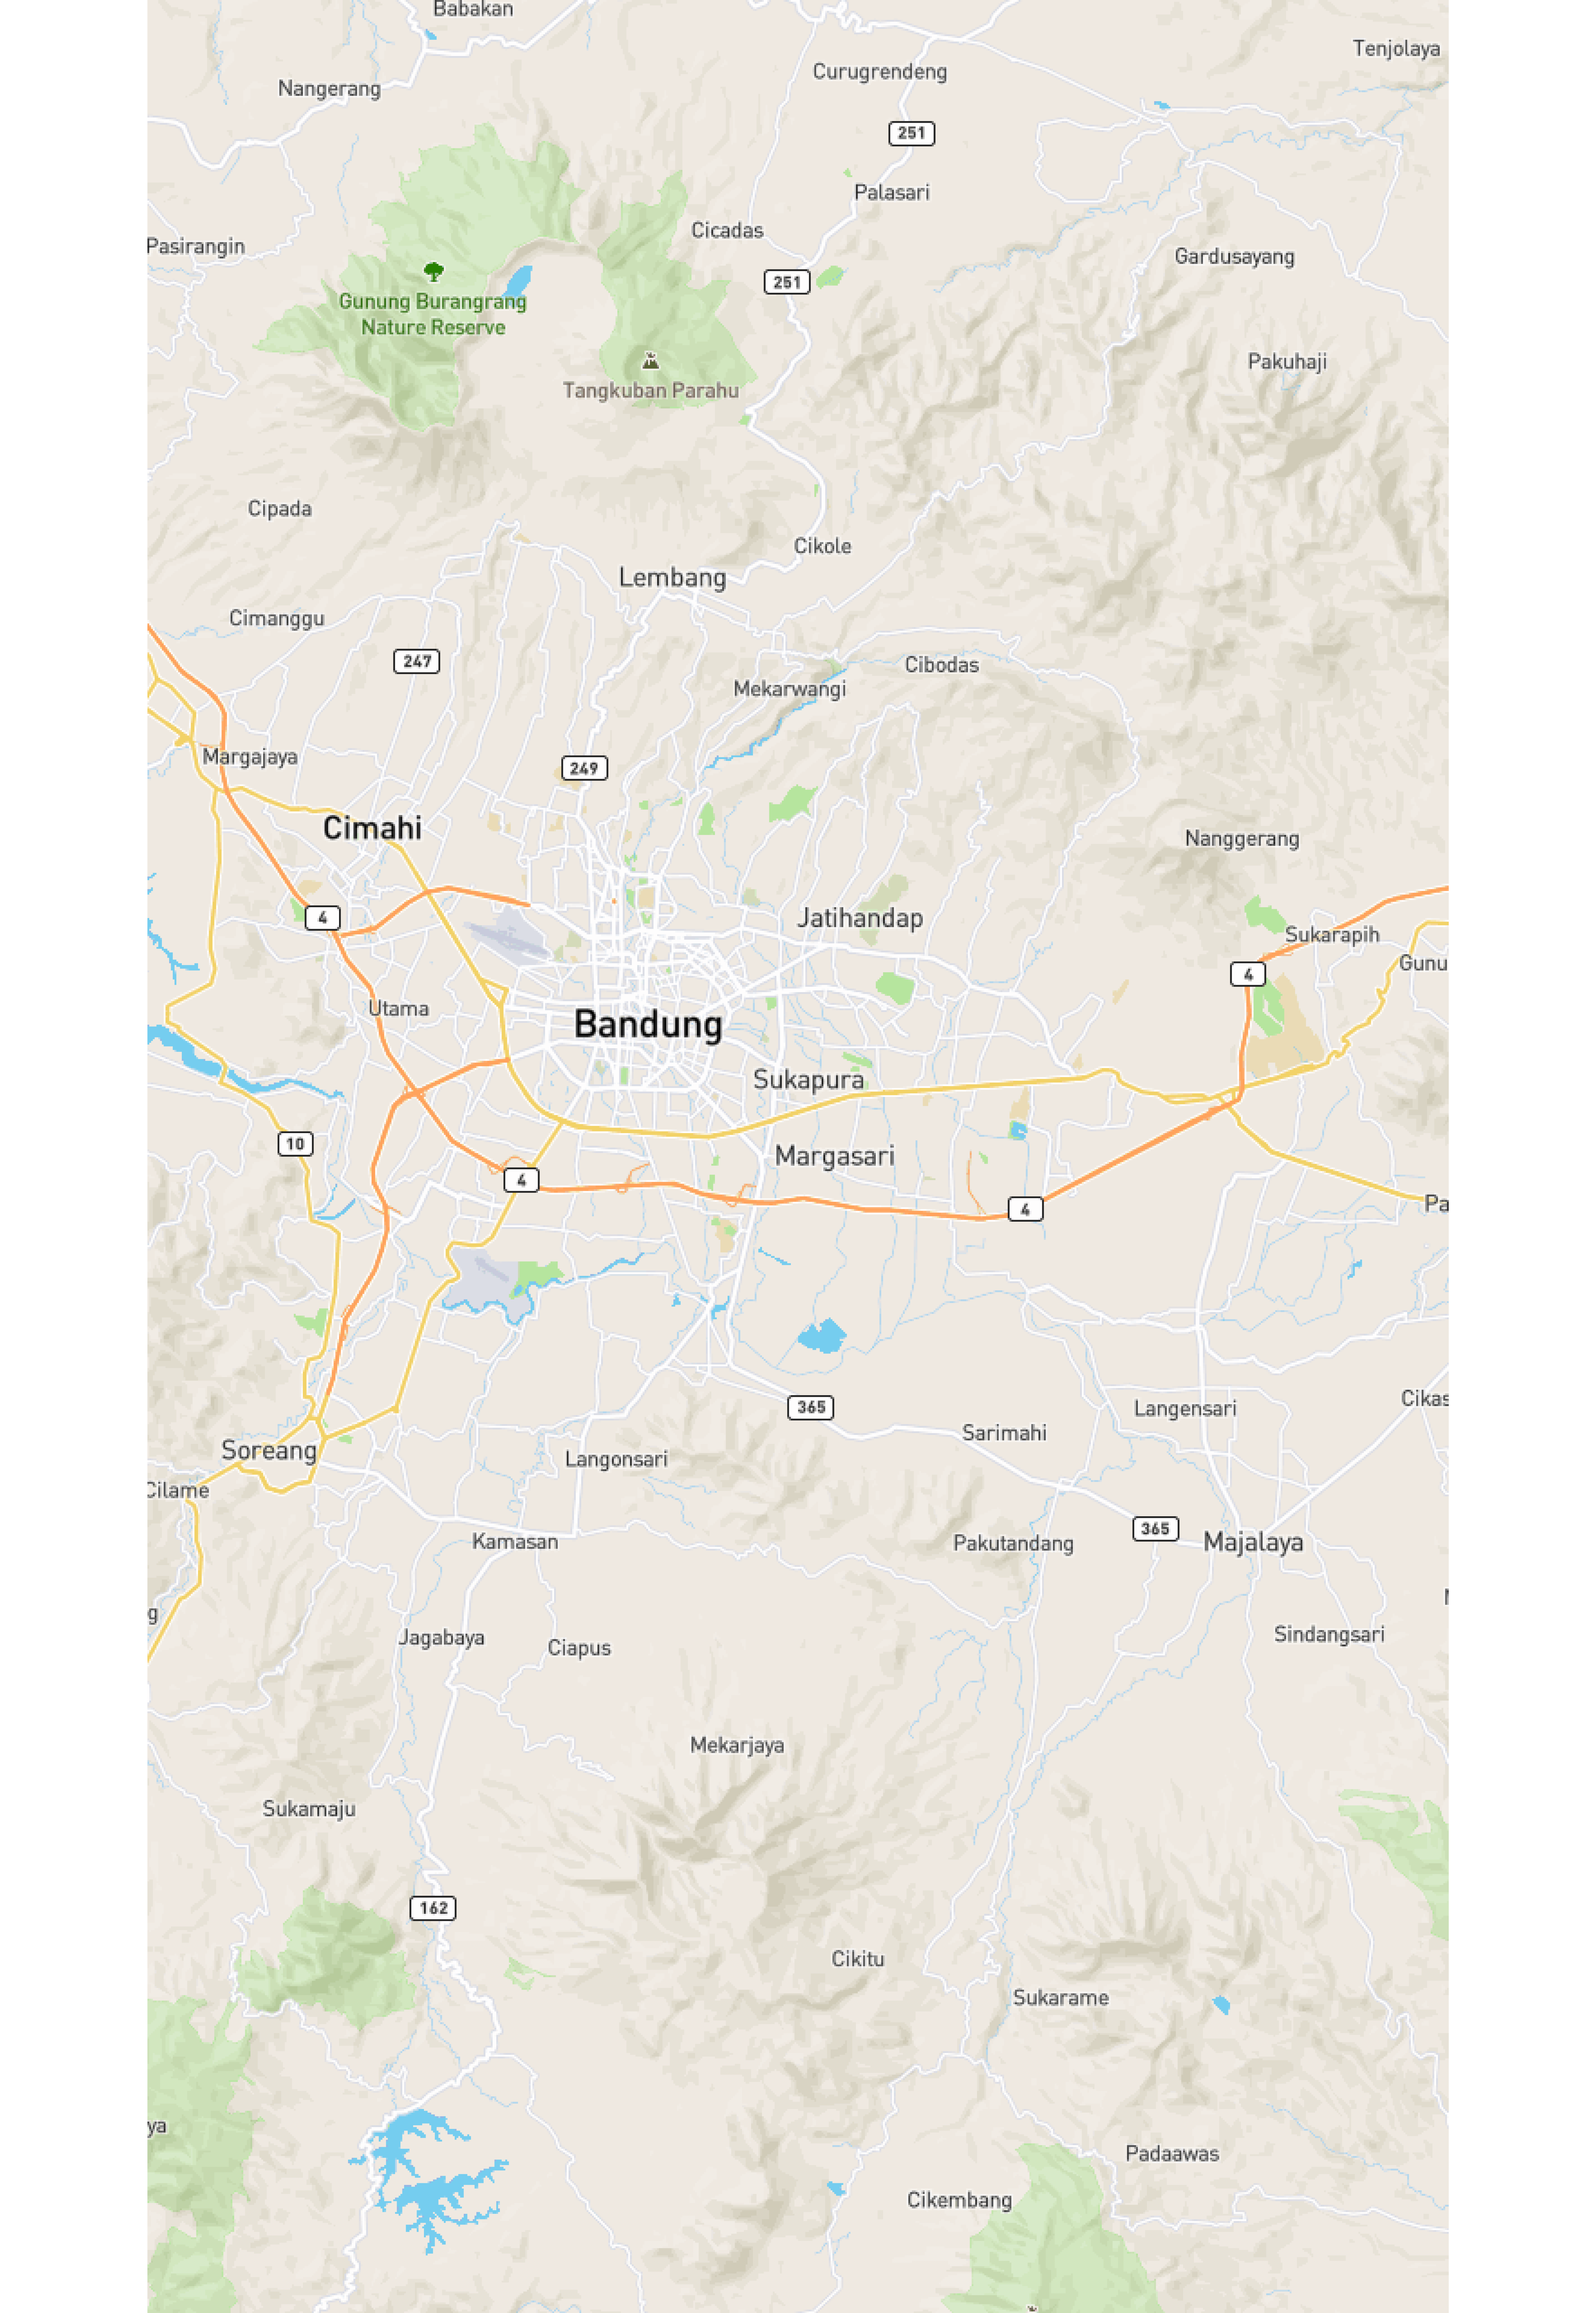 Babakan
Tenjolaya
Curugrendeng
Nangerang
251
Palasari
Cicadas
Pasirangin
Gardusayang
251
Gunung Burangrang
Nature Reserve
Pakuhaji
Tangkuban Parahu
Cipada
Cikole
Lembang
Cimanggu
247
Cibodas
Mekarwangi
Margajaya
249
Cimahi
Nanggerang
4
Jatihandap
Sukarapih
Gunu
4
Utama
Bandung
Sukapura
10
Margasari
4
Pa
4
Cikas
365
Langensari
Sarimahi
Soreang
Langonsari
Cilame
365
Kamasan
Pakutandang
Majalaya
g
Sindangsari
Jagabaya
Ciapus
Mekarjaya
Sukamaju
162
Cikitu
Sukarame
ya
Padaawas
Cikembang